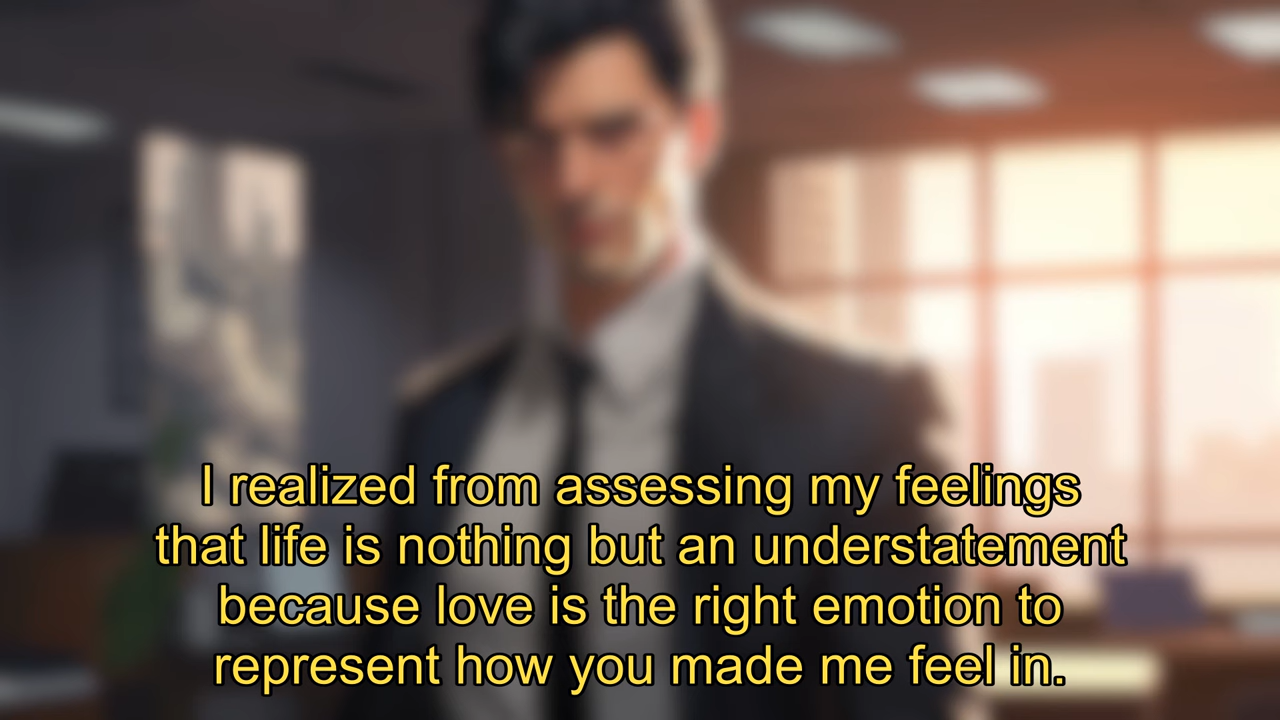 I realized from assessing my feelings
that life is nothing but an understatement
because love is the right emotion to
represent how you made me feel in.